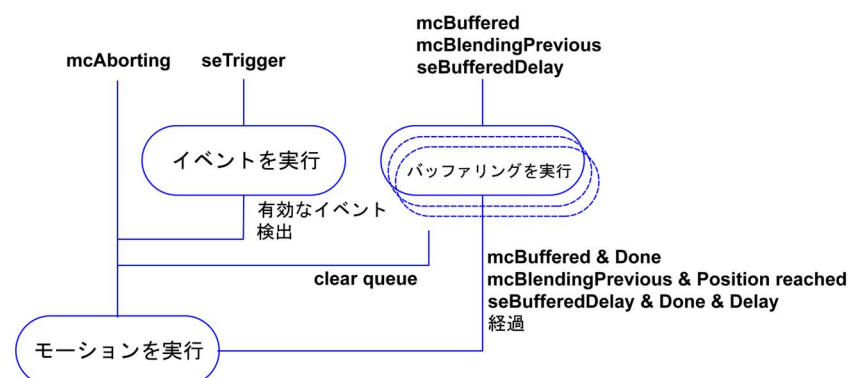 mcBuffered
mcBlendingPrevious
seBufferedDelay
mcAborting
seTrigger
イベントを実行
バッファリングを実行
有効なイベント
検出
clear queue
mcBuffered & Done
mcBlendingPrevious & Position reached
seBufferedDelay & Done & Delay
経過
モーションを実行